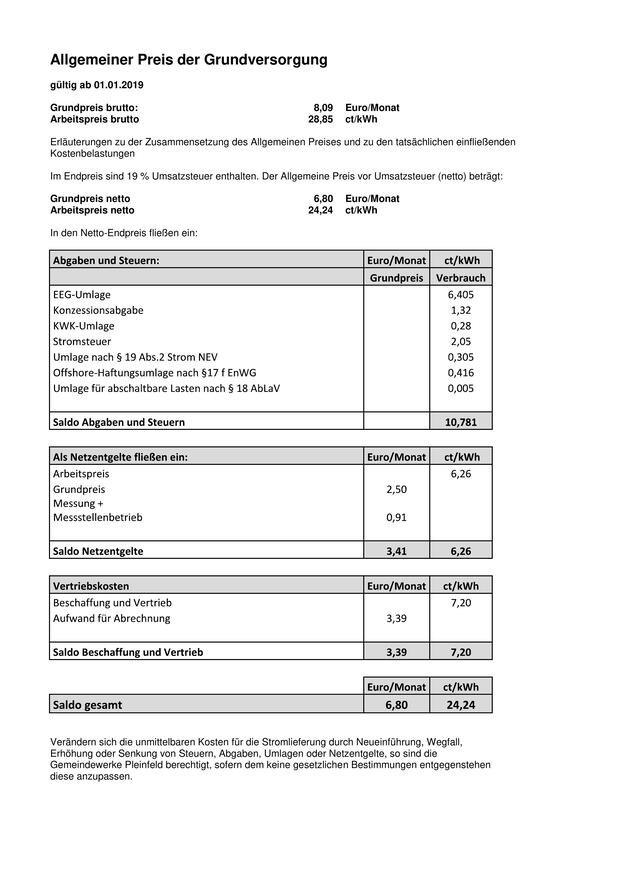 Allgemeiner Preis der Grundversorgung
gültig ab 01.01.2019
Grundpreis brutto: 8,09 Euro/Monat
Arbeitspreis brutto 28,85 ct/kWh
Erläuterungen zu der Zusammensetzung des Allgemeinen Preises und zu den tatsächlichen einfließenden
Kostenbelastungen
Im Endpreis sind 19 % Umsatzsteuer enthalten. Der Allgemeine Preis vor Umsatzsteuer (netto) beträgt:
Grundpreis netto 6,80 Euro/Monat
Arbeitspreis netto 24,24 ct/kWh
In den Netto-Endpreis fließen ein:
Abgaben und Steuern: Euro/Monat ct/kWh
Grundpreis Verbrauch
EEG-Umlage 6,405
Konzessionsabgabe 1,32
KWK-Umlage 0,28
Stromsteuer 2,05
Umlage nach § 19 Abs.2 Strom NEV 0,305
Offshore-Haftungsumlage nach §17 f EnWG 0,416
Umlage für abschaltbare Lasten nach § 18 AbLaV 0,005
Saldo Abgaben und Steuern 10,781
Als Netzentgelte fließen ein: Euro/Monat ct/kWh
Arbeitspreis 6,26
Grundpreis 2,50
Messung +
Messstellenbetrieb 0,91
Saldo Netzentgelte 3,41 6,26
Vertriebskosten Euro/Monat ct/kWh
Beschaffung und Vertrieb 7,20
Aufwand für Abrechnung 3,39
Saldo Beschaffung und Vertrieb 3,39 7,20
Euro/Monat ct/kWh
Saldo gesamt 6,80 24,24
Verändern sich die unmittelbaren Kosten für die Stromlieferung durch Neueinführung, Wegfall,
Erhöhung oder Senkung von Steuern, Abgaben, Umlagen oder Netzentgelte, so sind die
Gemeindewerke Pleinfeld berechtigt, sofern dem keine gesetzlichen Bestimmungen entgegenstehen
diese anzupassen.